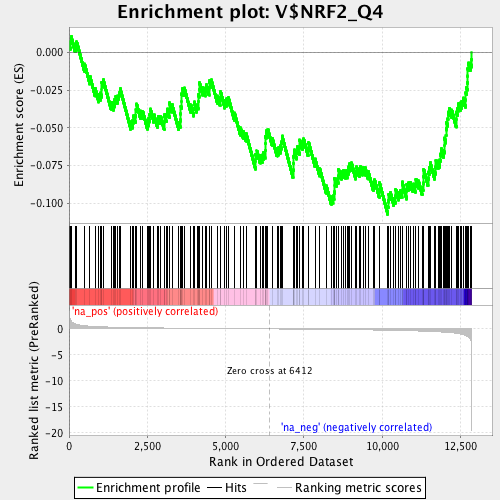 Enrichment plot: V$NRF2_Q4
Enrichment score (ES)
0.000
-0.025
-0.050
-0.075
-0.100
'na_pos' (positively correlated)
Ranked list metric (PreRanked)
0
-5
-10
-15
-20
Zero cross at 6412
'na_neg' (negatively correlated)
0
2,500
5,000
7,500
10,000
12,500
Rank in Ordered Dataset
Enrichment profile
Hits
Ranking metric scores